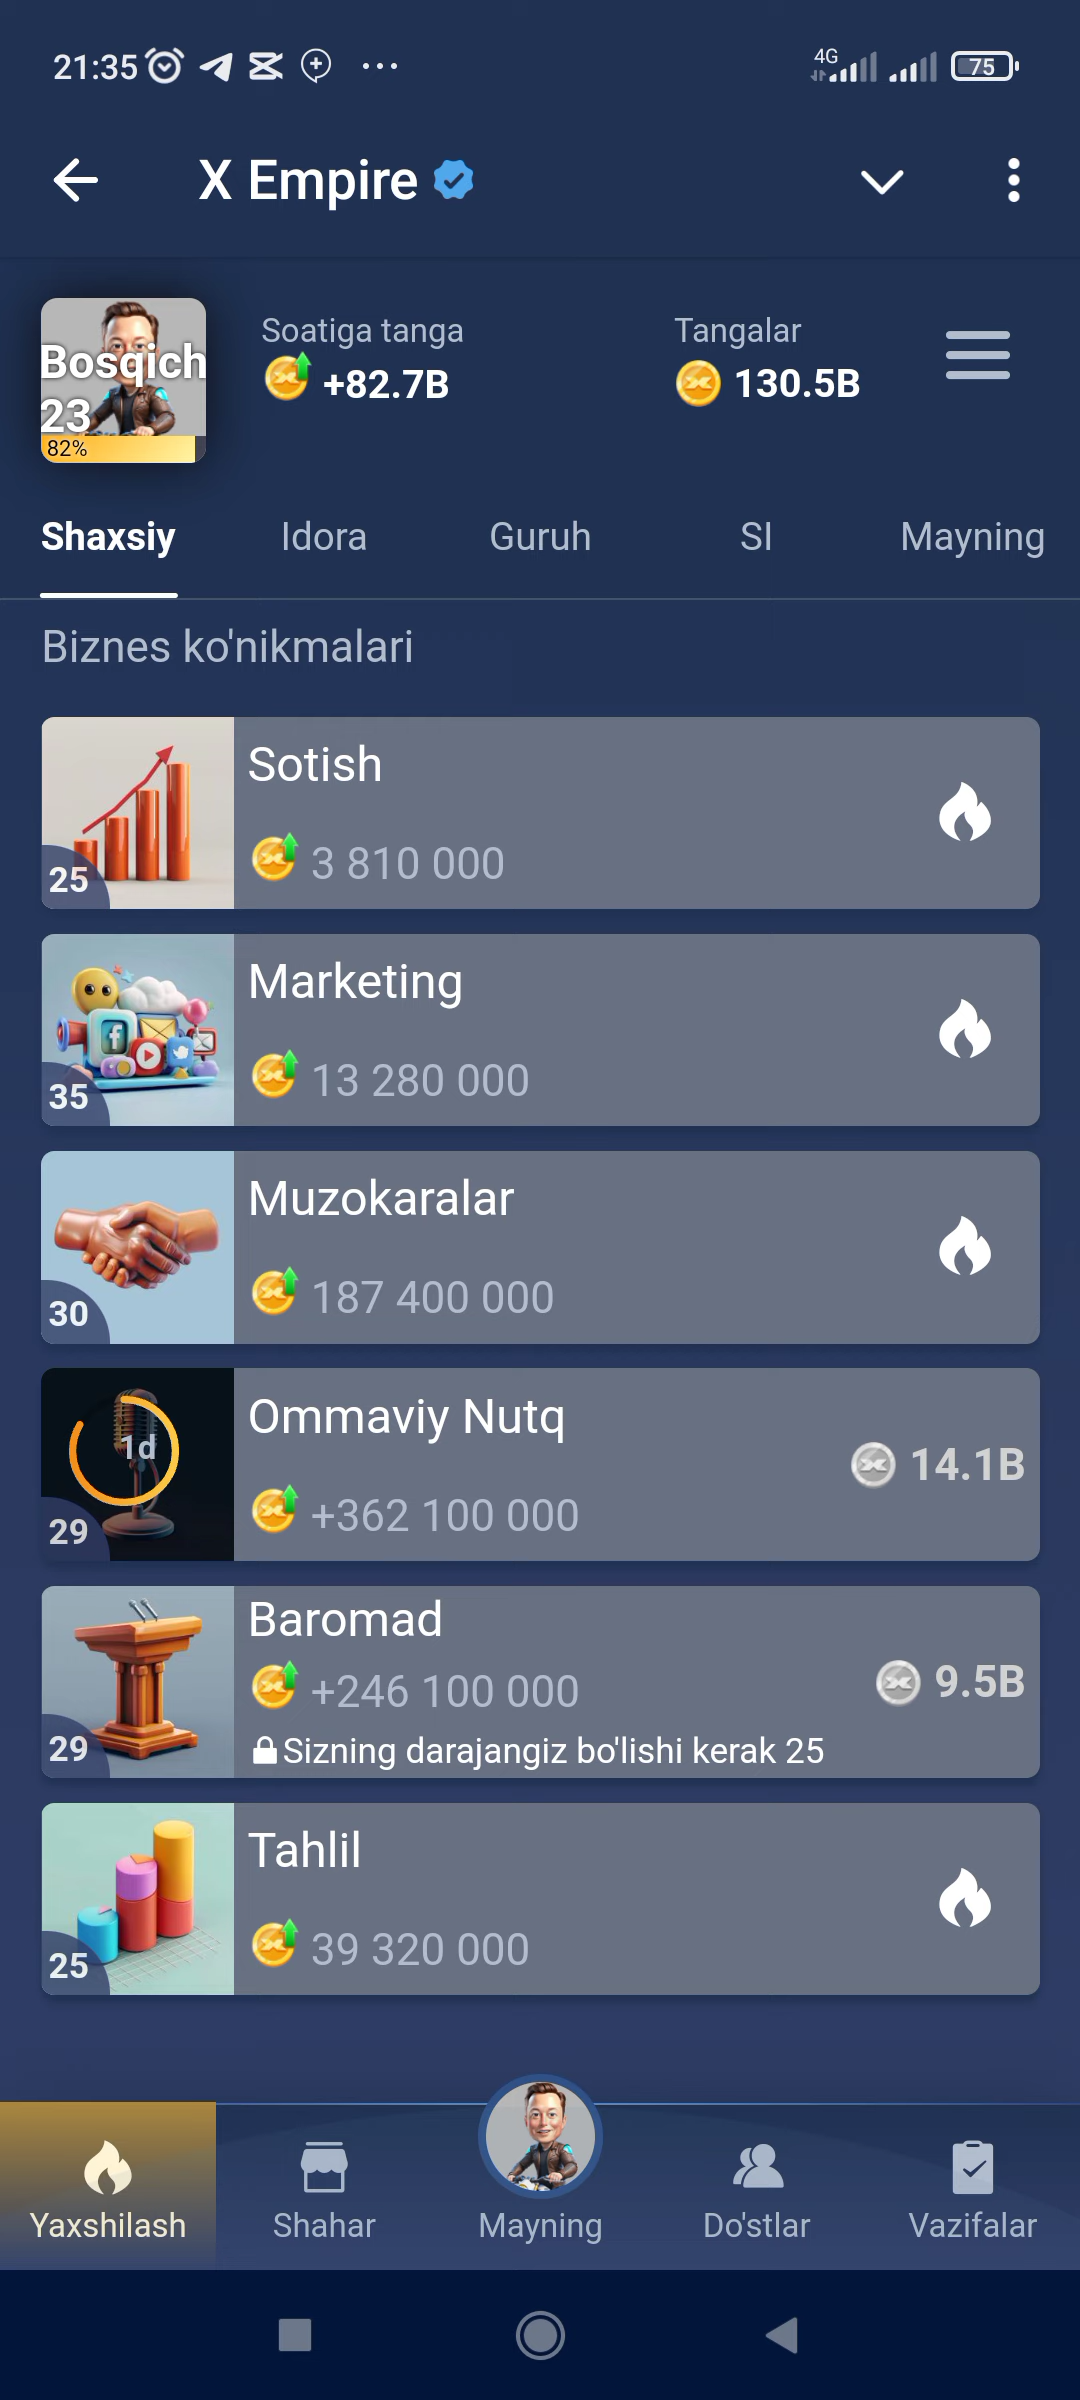 21:35
4G
75
X Empire
Bosqich
23
82%
Soatiga tanga
+82.7B
Tangalar
130.5B
Shaxsiy
Idora
Guruh
SI
Mayning
Biznes ko'nikmalari
Sotish
25
3 810 000
Marketing
35
13 280 000
Muzokaralar
30
187 400 000
Ommaviy Nutq
1d
14.1B
29
+362 100 000
Baromad
+246 100 000
9.5B
29
Sizning darajangiz bo'lishi kerak 25
Tahlil
25
39 320 000
Yaxshilash
Shahar
Mayning
Do'stlar
Vazifalar